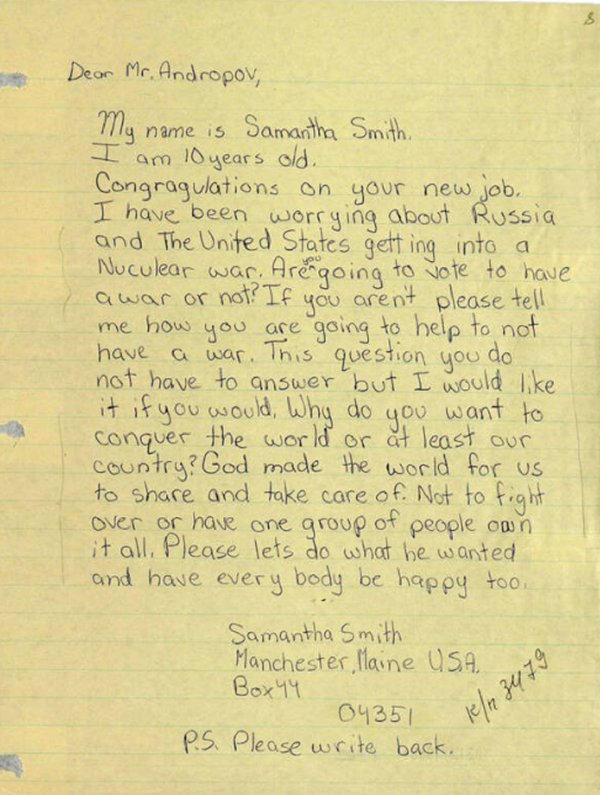 8
Dear Mr. Andropov,
My name is Samantha Smith.
I am 10 years old.
Congragulations on your new job.
I have been worrying about Russia
and The United States getting into a
Nuculear war. Are you going to vote to have
a war or not? If you aren't please tell
me how you are going to help to not
have a war. This question you do
not have to answer but I would like
it if you would. Why do you want to
conquer the world or at least our
country? God made the world for us
to share and take care of. Not to fight
over or have one group of people own
it all. Please lets do what he wanted
and have every body be happy too.
Samantha Smith
Manchester, Maine U.S.A.
Box 44
04351
P.S. Please write back.